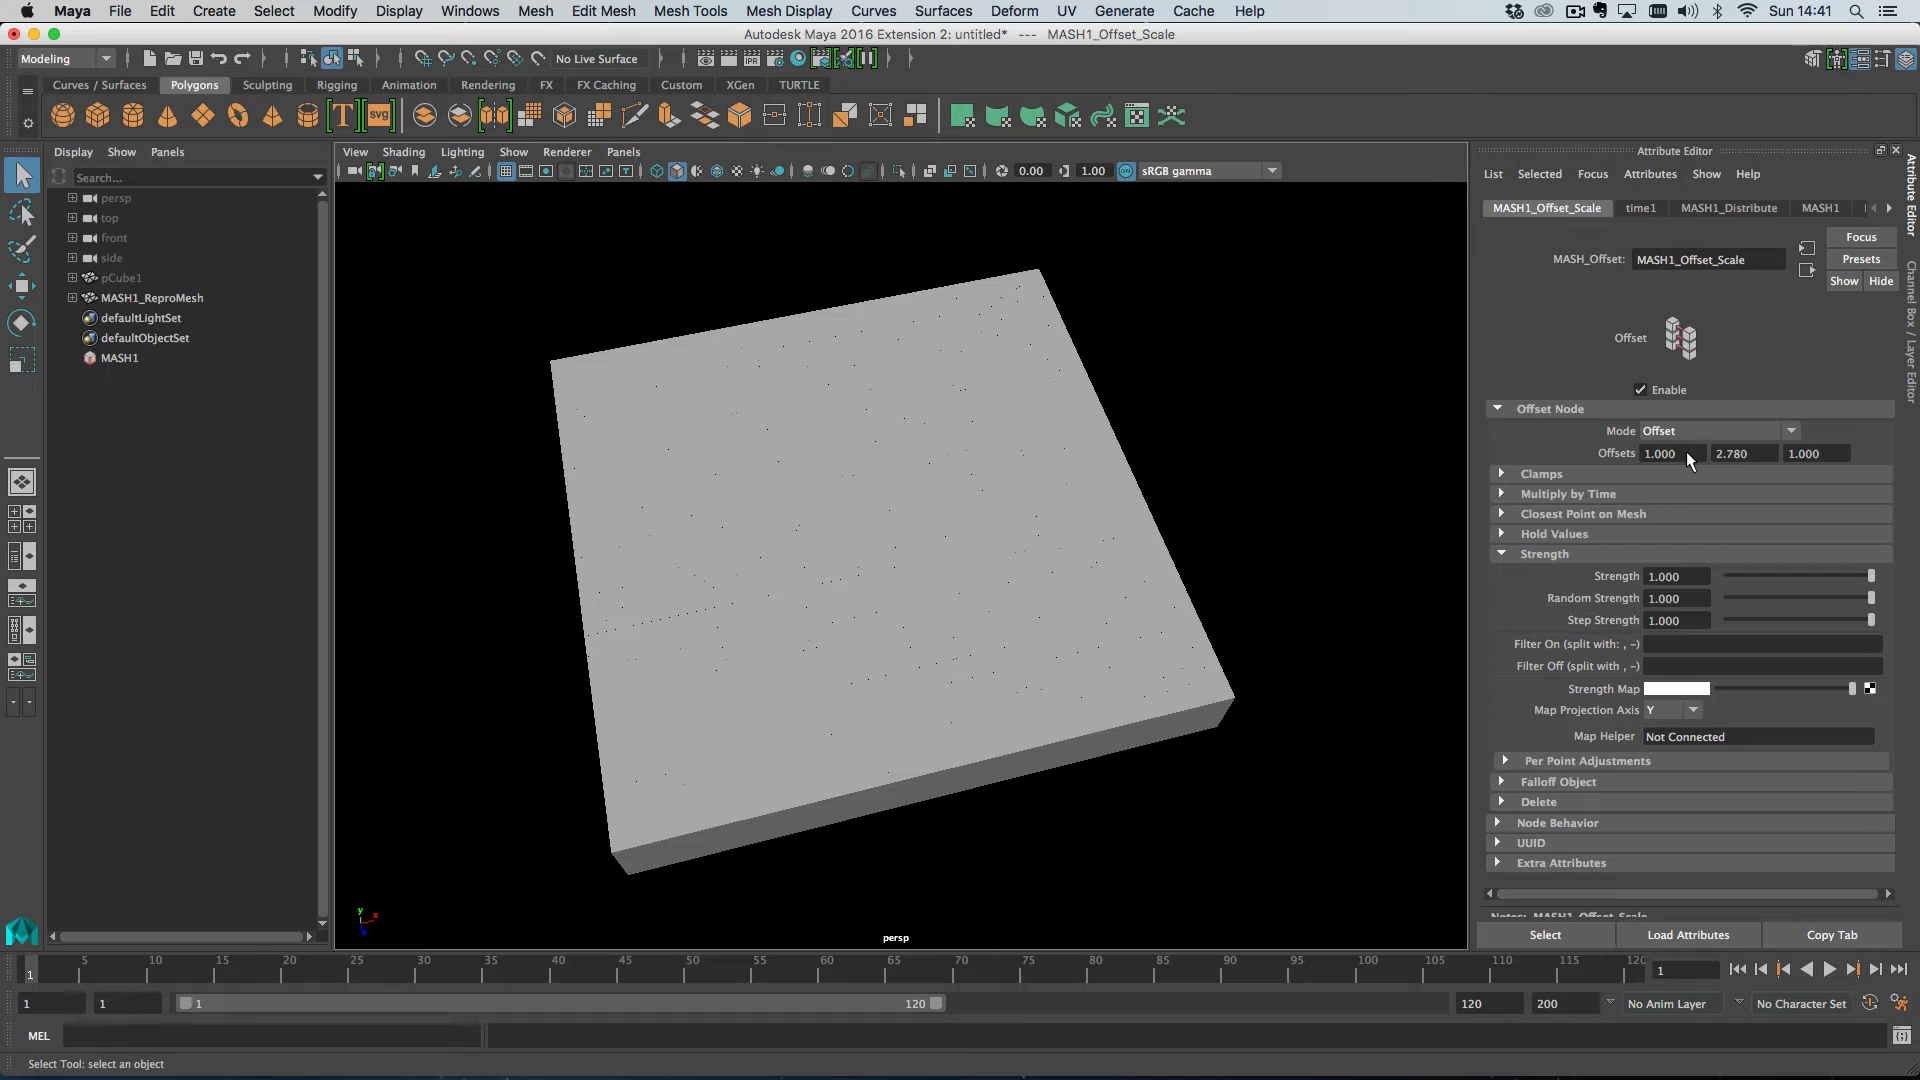 Maya File Edit Create Select Modify Display Windows Mesh Edit Mesh Mesh Tools Mesh Display Curves Surfaces Deform UV Generate Cache Help Sun 14:41
Autodesk Maya 2016 Extension 2: untitled* --- MASH1_Offset_Scale
Modeling No Live Surface
Curves / Surfaces Polygons Sculpting Rigging Animation Rendering FX FX Caching Custom XGen TURTLE
T SVG
Display Show Panels
Search...
persp
top
front
side
pCube1
MASH1_ReproMesh
defaultLightSet
defaultObjectSet
MASH1
View Shading Lighting Show Renderer Panels
0.00 1.00 ON sRGB gamma
y x
persp
Attribute Editor
List Selected Focus Attributes Show Help
MASH1_Offset_Scale time1 MASH1_Distribute MASH1
Focus
MASH_Offset: MASH1_Offset_Scale Presets
Show Hide
Offset
Enable
Offset Node
Mode Offset
Offsets 1.000 2.780 1.000
Clamps
Multiply by Time
Closest Point on Mesh
Hold Values
Strength
Strength 1.000
Random Strength 1.000
Step Strength 1.000
Filter On (split with: , -)
Filter Off (split with , -)
Strength Map
Map Projection Axis Y
Map Helper Not Connected
Per Point Adjustments
Falloff Object
Delete
Node Behavior
UUID
Extra Attributes
Notes: MASH1_Offset_Scale
Select Load Attributes Copy Tab
Attribute Editor
Channel Box / Layer Editor
1 5 10 15 20 25 30 35 40 45 50 55 60 65 70 75 80 85 90 95 100 105 110 115 120 1
1 1 1 120 120 200 No Anim Layer No Character Set
MEL
Select Tool: select an object